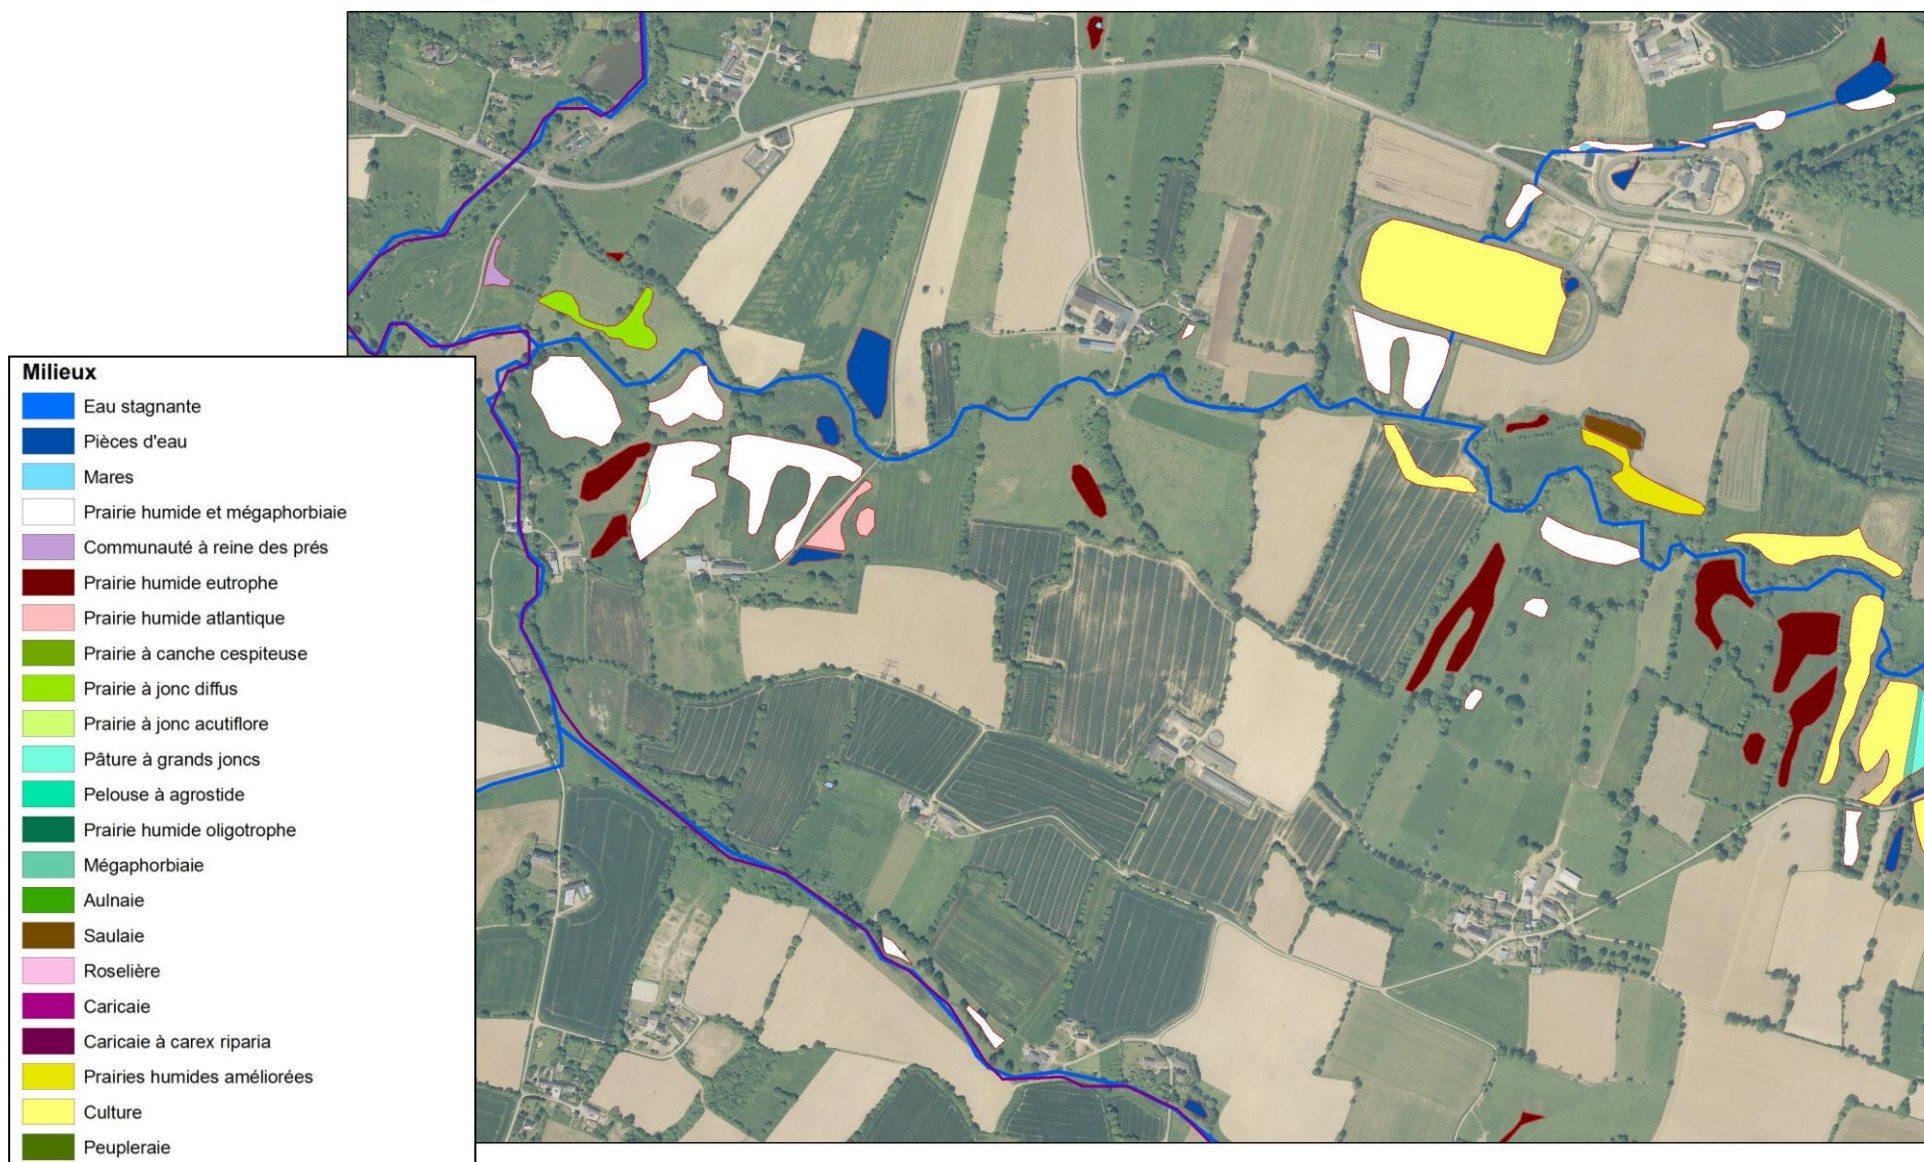 Milieux
Eau stagnante
Pièces d'eau
Mares
Prairie humide et mégaphorbiaie
Communauté à reine des prés
Prairie humide eutrophe
Prairie humide atlantique
Prairie à canche cespiteuse
Prairie à jonc diffus
Prairie à jonc acutiflore
Pâture à grands joncs
Pelouse à agrostide
Prairie humide oligotrophe
Mégaphorbiaie
Aulnaie
Saulaie
Roselière
Caricaie
Caricaie à carex riparia
Prairies humides améliorées
Culture
Peupleraie